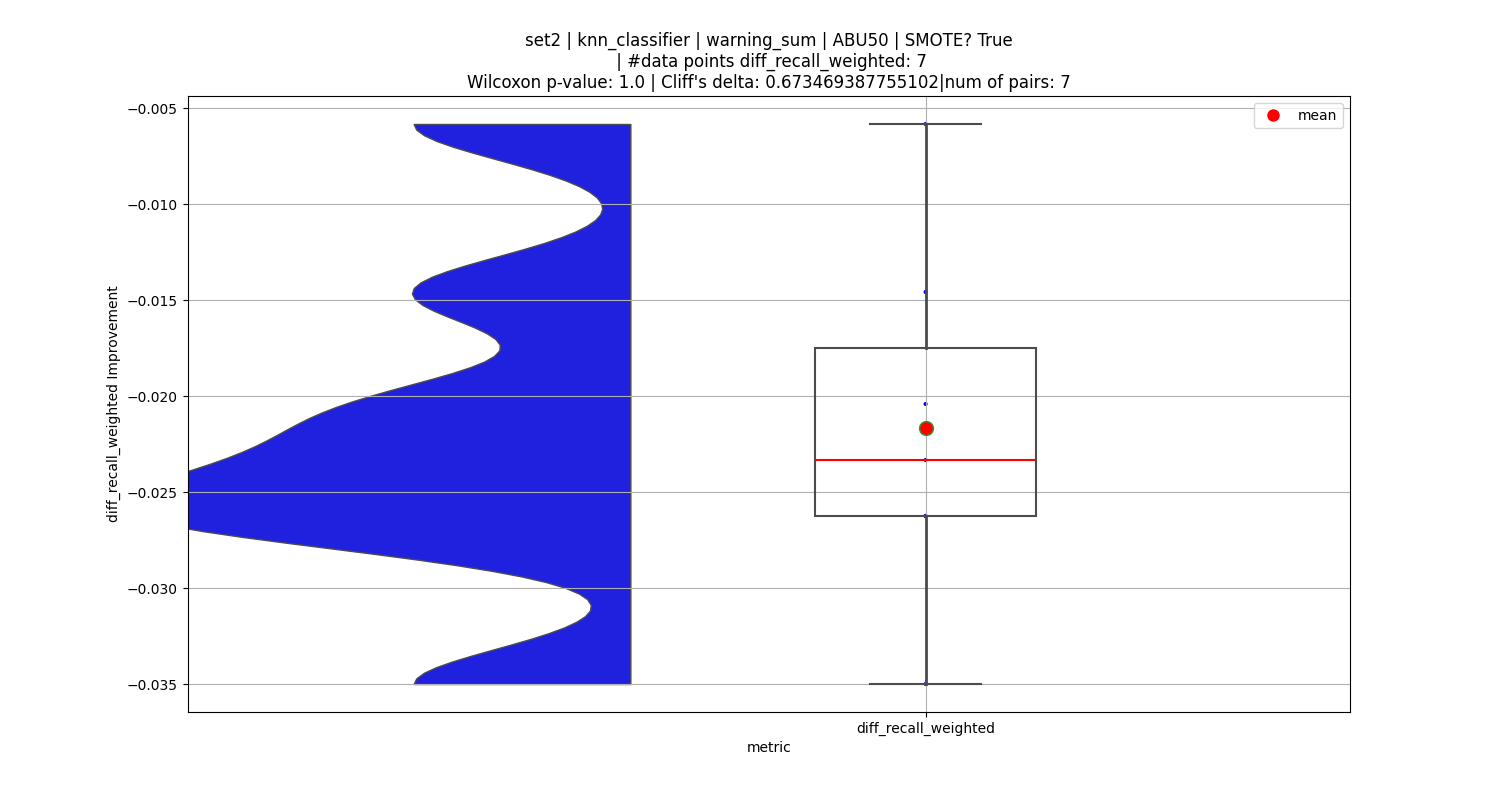 set2 | knn_classifier | warning_sum | ABU50 | SMOTE? True
| #data points diff_recall_weighted: 7
Wilcoxon p-value: 1.0 | Cliff's delta: 0.673469387755102|num of pairs: 7
mean
−0.005
−0.010
−0.015
−0.020
−0.025
−0.030
−0.035
diff_recall_weighted Improvement
diff_recall_weighted
metric